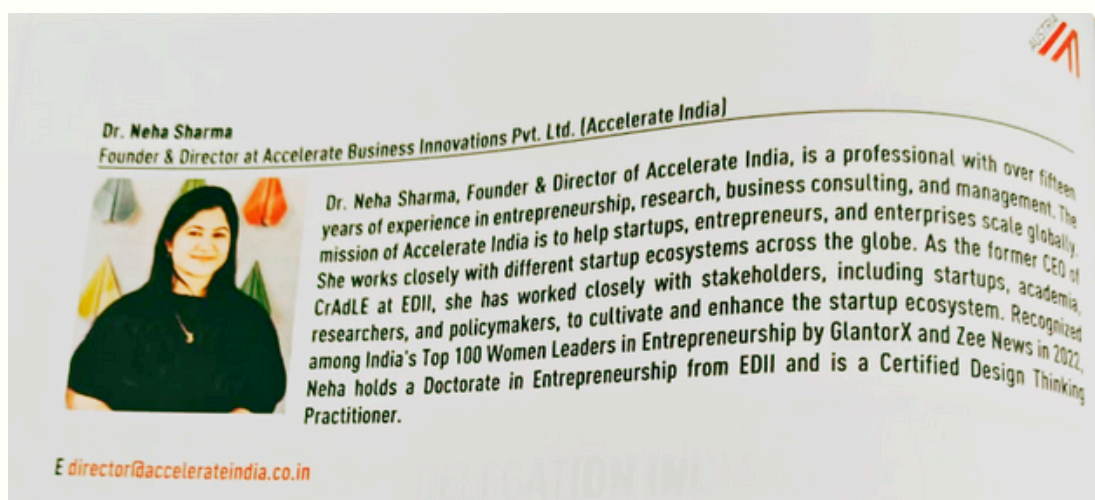 AUSTRIA
Dr. Neha Sharma
Founder & Director at Accelerate Business Innovations Pvt. Ltd. (Accelerate India)
Dr. Neha Sharma, Founder & Director of Accelerate India, is a professional with over fifteen
years of experience in entrepreneurship, research, business consulting, and management. The
mission of Accelerate India is to help startups, entrepreneurs, and enterprises scale globally.
She works closely with different startup ecosystems across the globe. As the former CEO of
CrAdLE at EDII, she has worked closely with stakeholders, including startups, academia,
researchers, and policymakers, to cultivate and enhance the startup ecosystem. Recognized
among India's Top 100 Women Leaders in Entrepreneurship by GlantorX and Zee News in 2022,
Neha holds a Doctorate in Entrepreneurship from EDII and is a Certified Design Thinking
Practitioner.
E director@accelerateindia.co.in